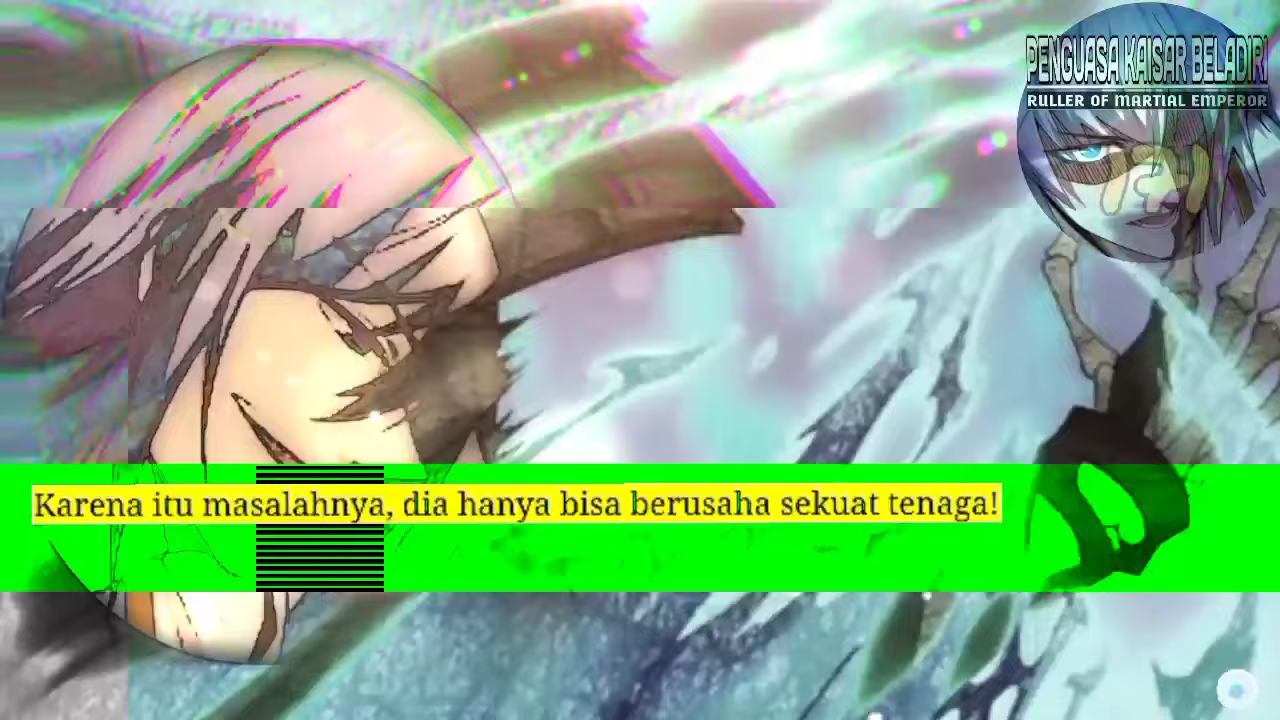 PENGUASA KAISAR BELADIRI
RULLER OF MARTIAL EMPEROR
Karena itu masalahnya, dia hanya bisa berusaha sekuat tenaga!